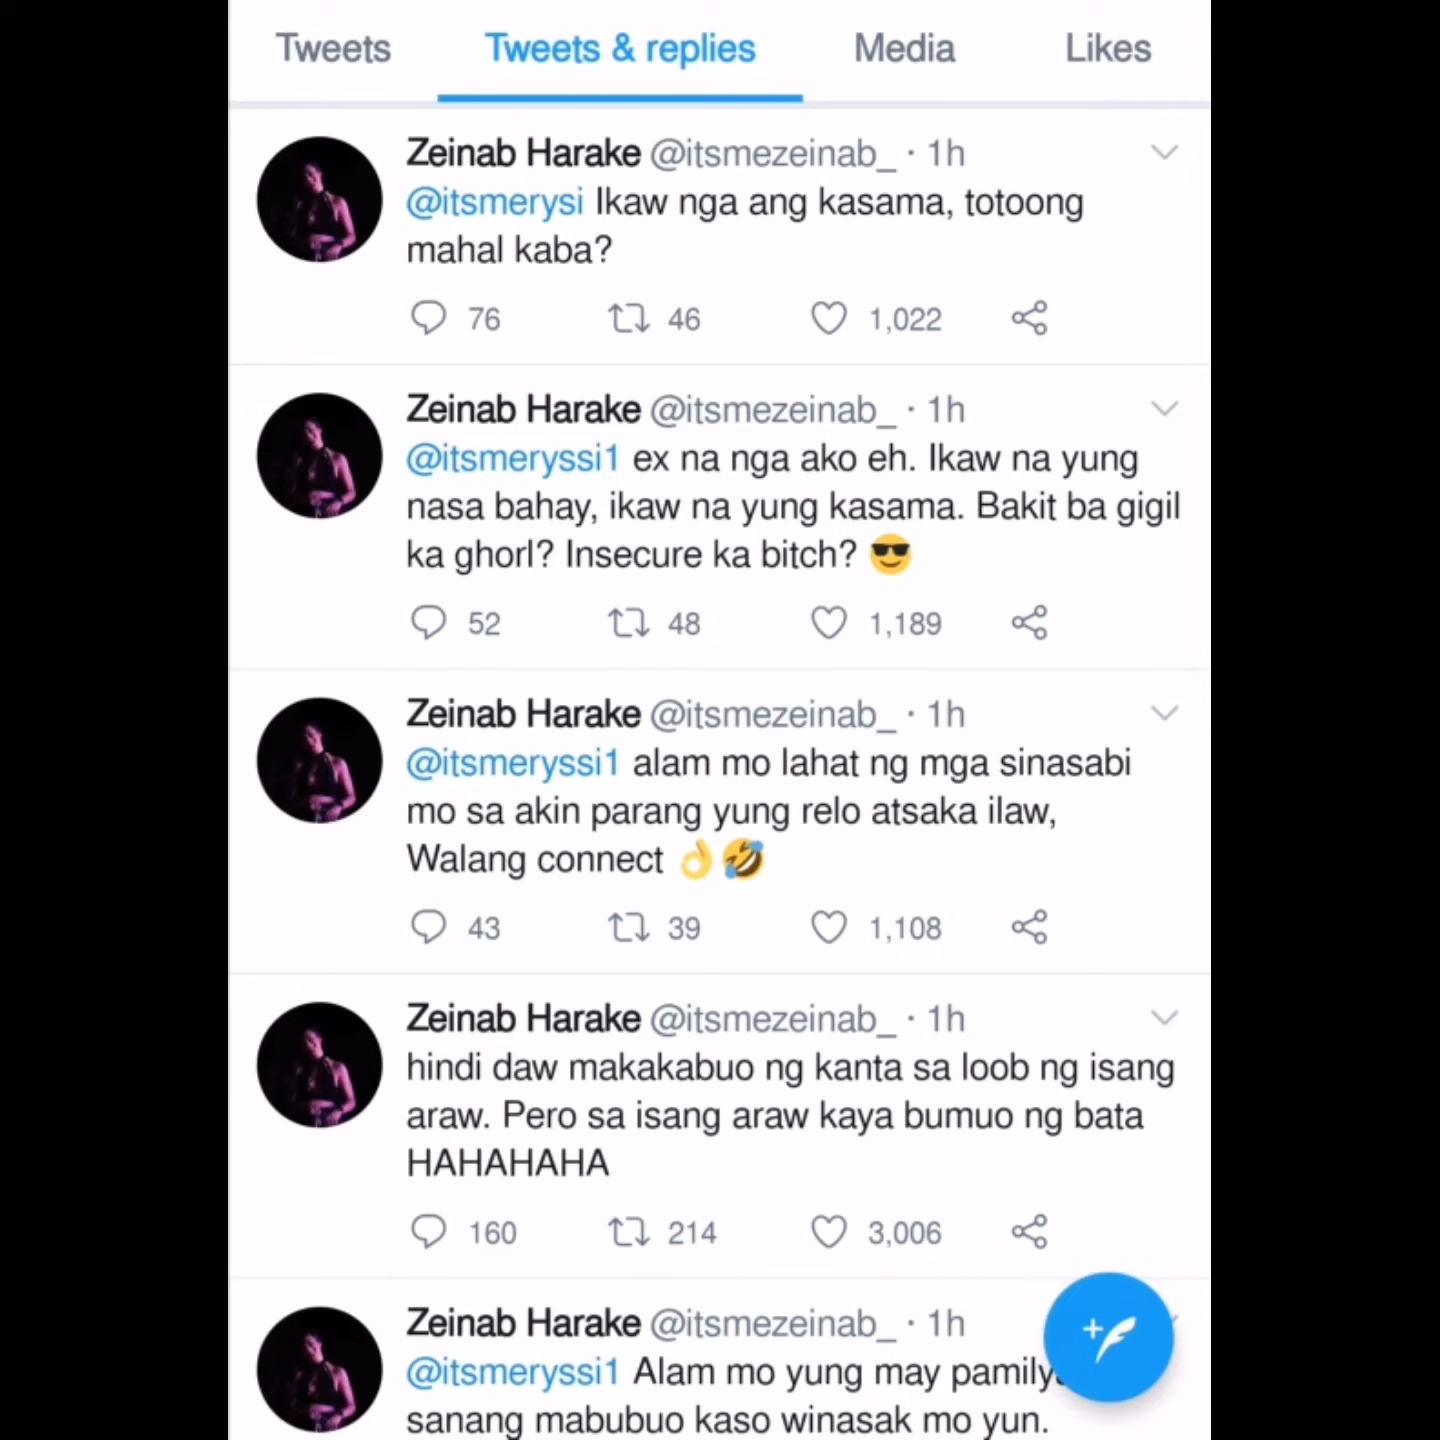 Tweets Tweets & replies Media Likes
Zeinab Harake @itsmezeinab_ · 1h
@itsmerysi Ikaw nga ang kasama, totoong
mahal kaba?
76 46 1,022
Zeinab Harake @itsmezeinab_ · 1h
@itsmeryssi1 ex na nga ako eh. Ikaw na yung
nasa bahay, ikaw na yung kasama. Bakit ba gigil
ka ghorl? Insecure ka bitch? 😎
52 48 1,189
Zeinab Harake @itsmezeinab_ · 1h
@itsmeryssi1 alam mo lahat ng mga sinasabi
mo sa akin parang yung relo atsaka ilaw,
Walang connect 👌🤣
43 39 1,108
Zeinab Harake @itsmezeinab_ · 1h
hindi daw makakabuo ng kanta sa loob ng isang
araw. Pero sa isang araw kaya bumuo ng bata
HAHAHAHA
160 214 3,006
Zeinab Harake @itsmezeinab_ · 1h
@itsmeryssi1 Alam mo yung may
sanang mabubuo kaso winasak mo yun.